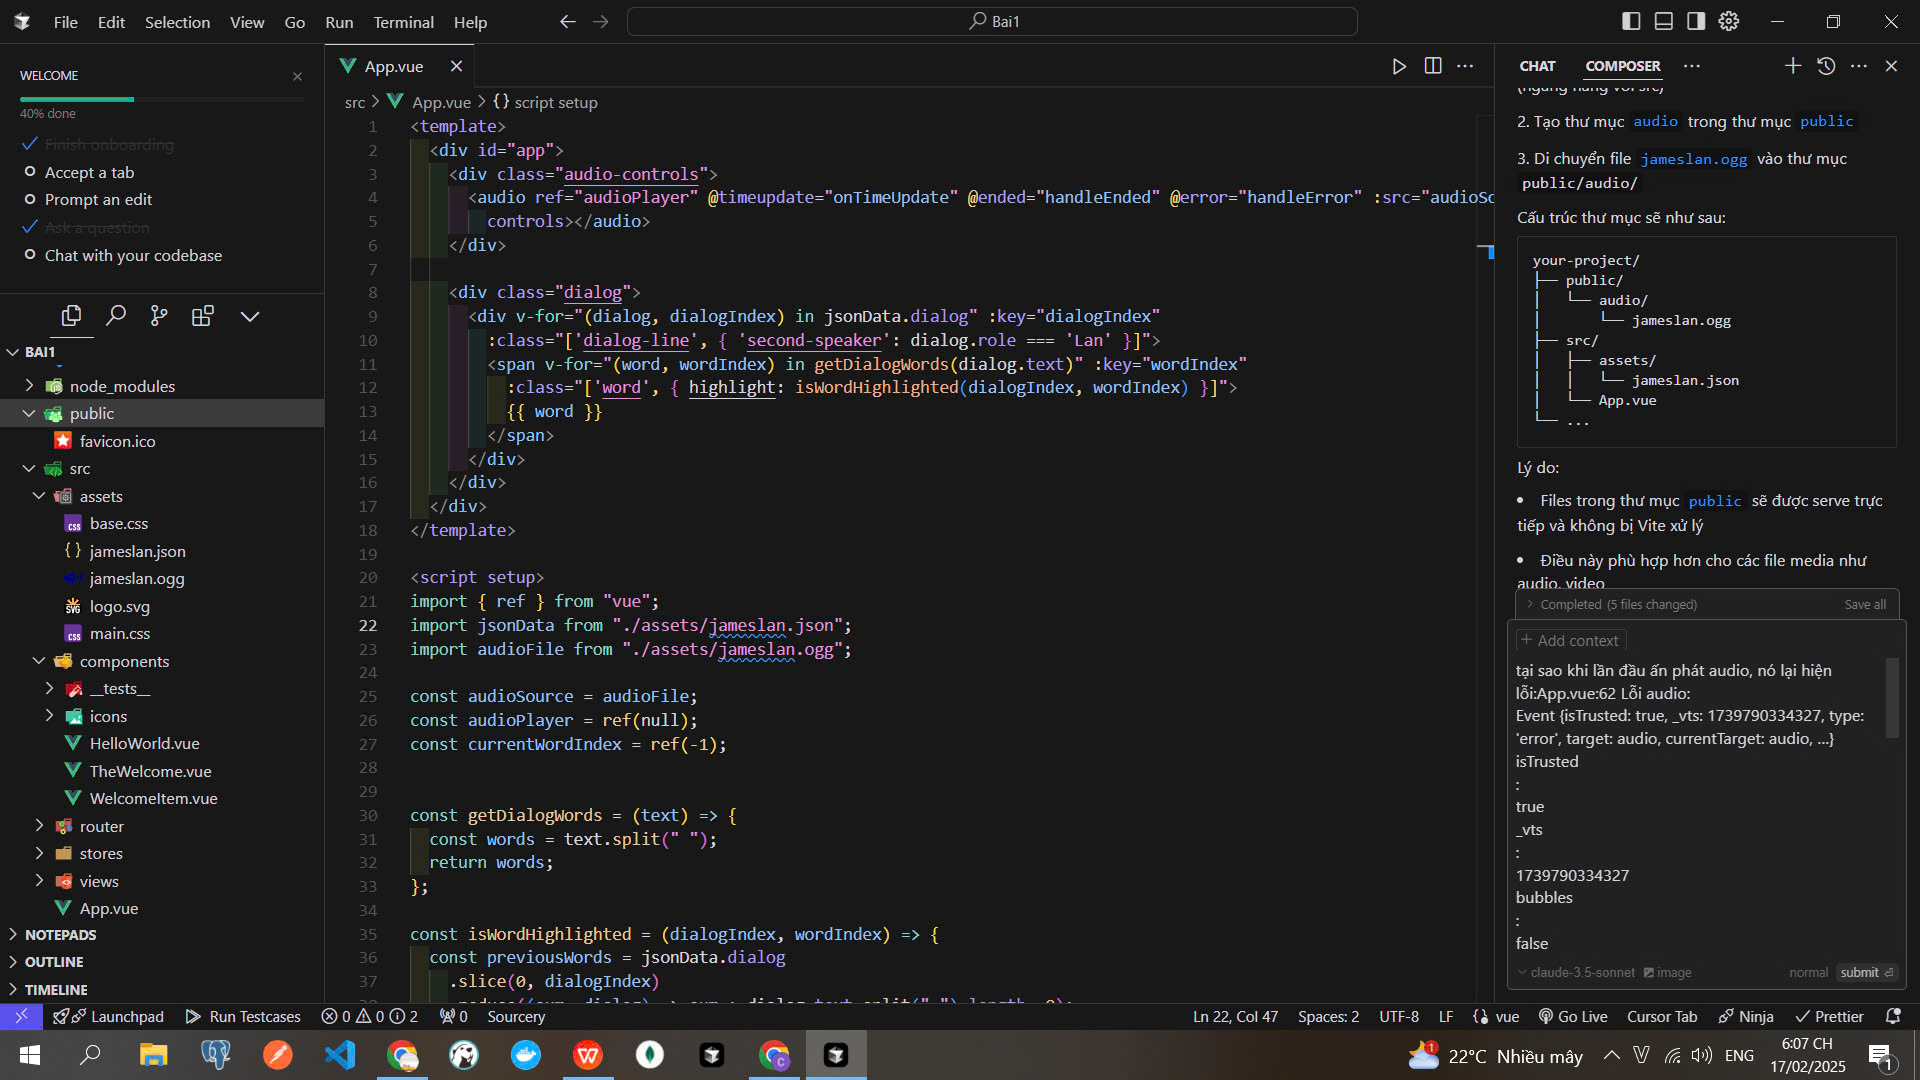 File Edit Selection View Go Run Terminal Help
Bai1
WELCOME
40% done
Finish onboarding
Accept a tab
Prompt an edit
Ask a question
Chat with your codebase
BAI1
node_modules
public
favicon.ico
src
assets
base.css
jameslan.json
jameslan.ogg
logo.svg
main.css
components
__tests__
icons
HelloWorld.vue
TheWelcome.vue
WelcomeItem.vue
router
stores
views
App.vue
NOTEPADS
OUTLINE
TIMELINE
App.vue
src > App.vue > {} script setup
1 <template>
2 <div id="app">
3 <div class="audio-controls">
4 <audio ref="audioPlayer" @timeupdate="onTimeUpdate" @ended="handleEnded" @error="handleError" :src="audioSo
5 controls></audio>
6 </div>
7
8 <div class="dialog">
9 <div v-for="(dialog, dialogIndex) in jsonData.dialog" :key="dialogIndex"
10 :class="['dialog-line', { 'second-speaker': dialog.role === 'Lan' }]">
11 <span v-for="(word, wordIndex) in getDialogWords(dialog.text)" :key="wordIndex"
12 :class="['word', { highlight: isWordHighlighted(dialogIndex, wordIndex) }]">
13 {{ word }}
14 </span>
15 </div>
16 </div>
17 </div>
18 </template>
19
20 <script setup>
21 import { ref } from "vue";
22 import jsonData from "./assets/jameslan.json";
23 import audioFile from "./assets/jameslan.ogg";
24
25 const audioSource = audioFile;
26 const audioPlayer = ref(null);
27 const currentWordIndex = ref(-1);
28
29
30 const getDialogWords = (text) => {
31 const words = text.split(" ");
32 return words;
33 };
34
35 const isWordHighlighted = (dialogIndex, wordIndex) => {
36 const previousWords = jsonData.dialog
37 .slice(0, dialogIndex)
CHAT COMPOSER
(ngang hàng với src)
2. Tạo thư mục audio trong thư mục public
3. Di chuyển file jameslan.ogg vào thư mục
public/audio/
Cấu trúc thư mục sẽ như sau:
your-project/
├── public/
│ └── audio/
│ └── jameslan.ogg
├── src/
│ ├── assets/
│ │ └── jameslan.json
│ └── App.vue
└── ...
Lý do:
• Files trong thư mục public sẽ được serve trực
tiếp và không bị Vite xử lý
• Điều này phù hợp hơn cho các file media như
audio, video
Completed (5 files changed) Save all
+ Add context
tại sao khi lần đầu ấn phát audio, nó lại hiện
lỗi:App.vue:62 Lỗi audio:
Event {isTrusted: true, _vts: 1739790334327, type:
'error', target: audio, currentTarget: audio, …}
isTrusted
:
true
_vts
:
1739790334327
bubbles
:
false
claude-3.5-sonnet image normal submit
Launchpad Run Testcases 0 0 2 0 Sourcery Ln 22, Col 47 Spaces: 2 UTF-8 LF vue Go Live Cursor Tab Ninja Prettier
1 22°C Nhiều mây ENG
6:07 CH
17/02/2025
1